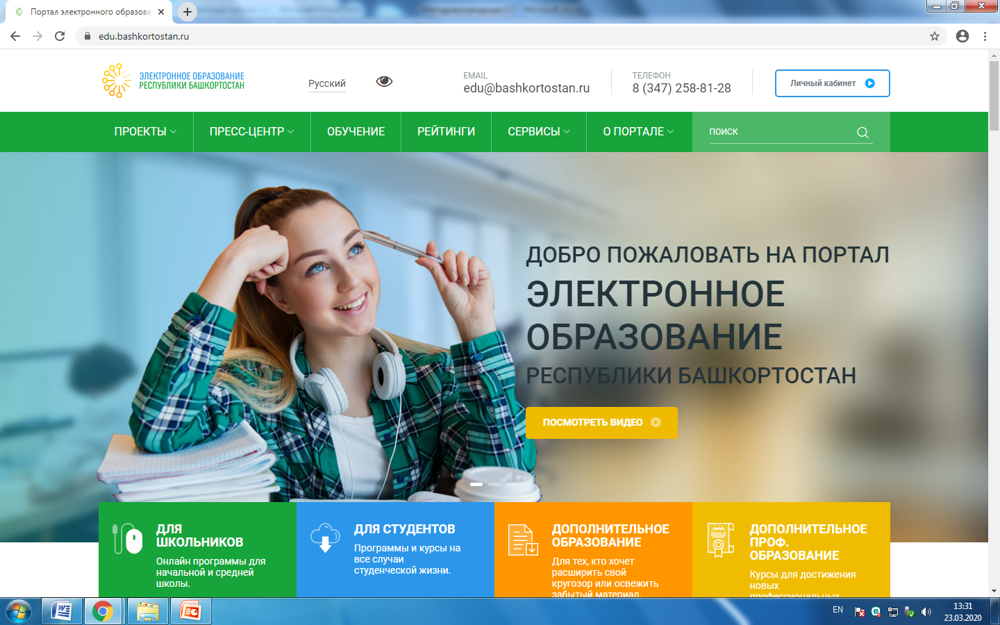 Портал электронного образова
edu.bashkortostan.ru
ЭЛЕКТРОННОЕ ОБРАЗОВАНИЕ
РЕСПУБЛИКИ БАШКОРТОСТАН
Русский
EMAIL
edu@bashkortostan.ru
ТЕЛЕФОН
8 (347) 258-81-28
Личный кабинет
ПРОЕКТЫ
ПРЕСС-ЦЕНТР
ОБУЧЕНИЕ
РЕЙТИНГИ
СЕРВИСЫ
О ПОРТАЛЕ
ПОИСК
ДОБРО ПОЖАЛОВАТЬ НА ПОРТАЛ
ЭЛЕКТРОННОЕ
ОБРАЗОВАНИЕ
РЕСПУБЛИКИ БАШКОРТОСТАН
ПОСМОТРЕТЬ ВИДЕО
ДЛЯ
ШКОЛЬНИКОВ
Онлайн программы для
начальной и средней
школы.
ДЛЯ СТУДЕНТОВ
Программы и курсы на
все случаи
студенческой жизни.
ДОПОЛНИТЕЛЬНОЕ
ОБРАЗОВАНИЕ
Для тех, кто хочет
расширить свой
кругозор или освежить
забытый материал.
ДОПОЛНИТЕЛЬНОЕ
ПРОФ.
ОБРАЗОВАНИЕ
Курсы для достижения
новых
профессиональных
EN
13:31
23.03.2020